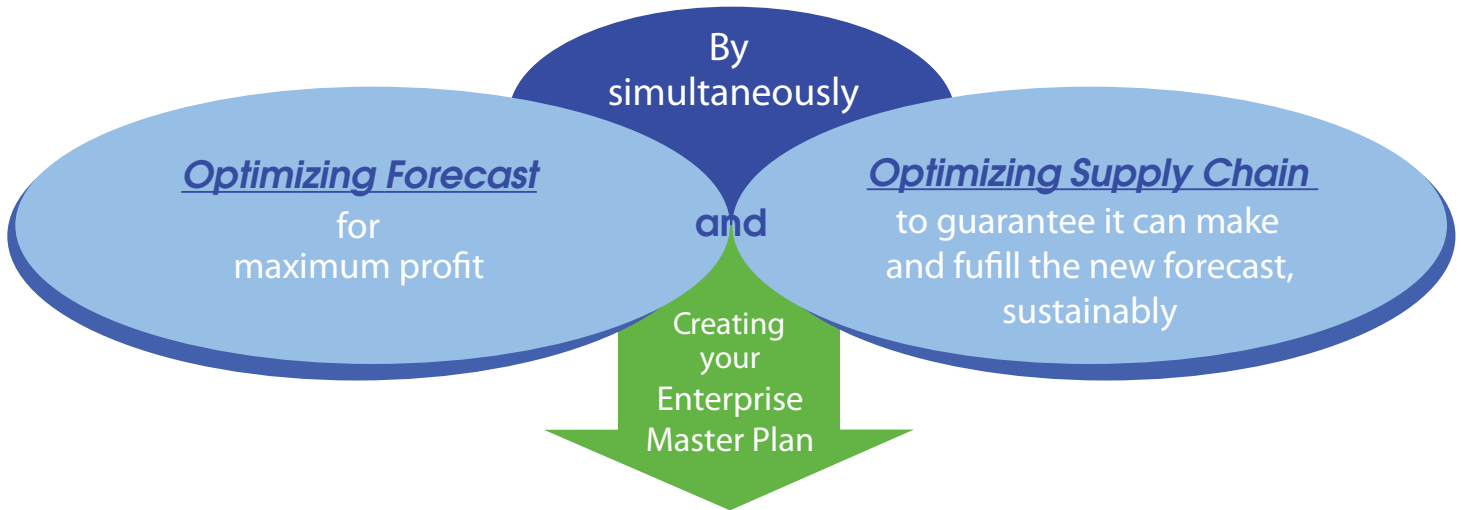 By
simultaneously
Optimizing Forecast
for
maximum profit
and
Optimizing Supply Chain
to guarantee it can make
and fufill the new forecast,
sustainably
Creating
your
Enterprise
Master Plan